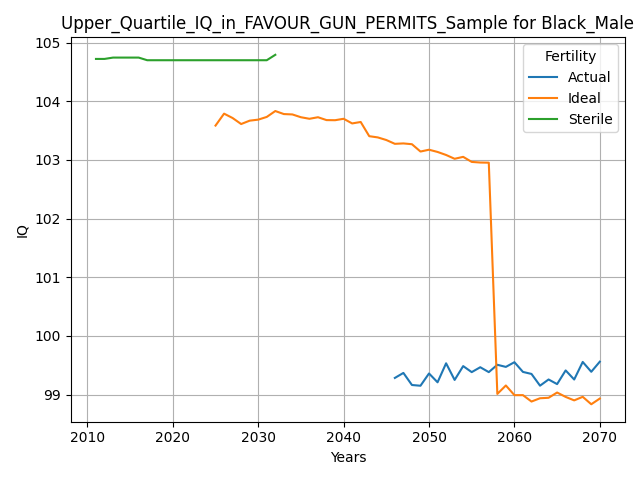 Upper_Quartile_IQ_in_FAVOUR_GUN_PERMITS_Sample for Black_Male
105
104
103
102
101
100
99
IQ
2010 2020 2030 2040 2050 2060 2070
Years
Fertility
Actual
Ideal
Sterile